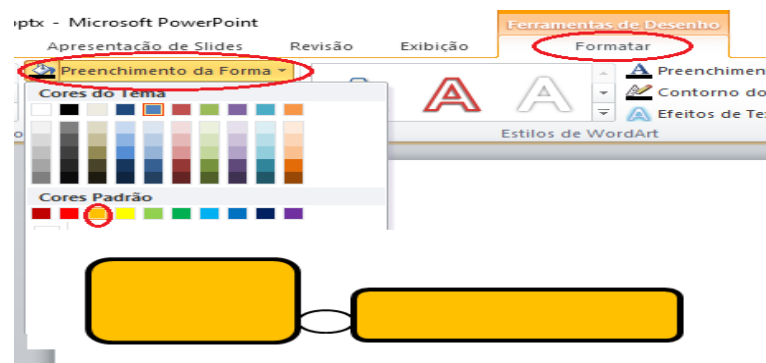 ptx - Microsoft PowerPoint
Ferramentas de Desenho
Apresentação de Slides Revisão Exibição Formatar
Preenchimento da Forma
Preenchimen
Contorno do
Efeitos de Te
Cores do Tema
Estilos de WordArt
Cores Padrão